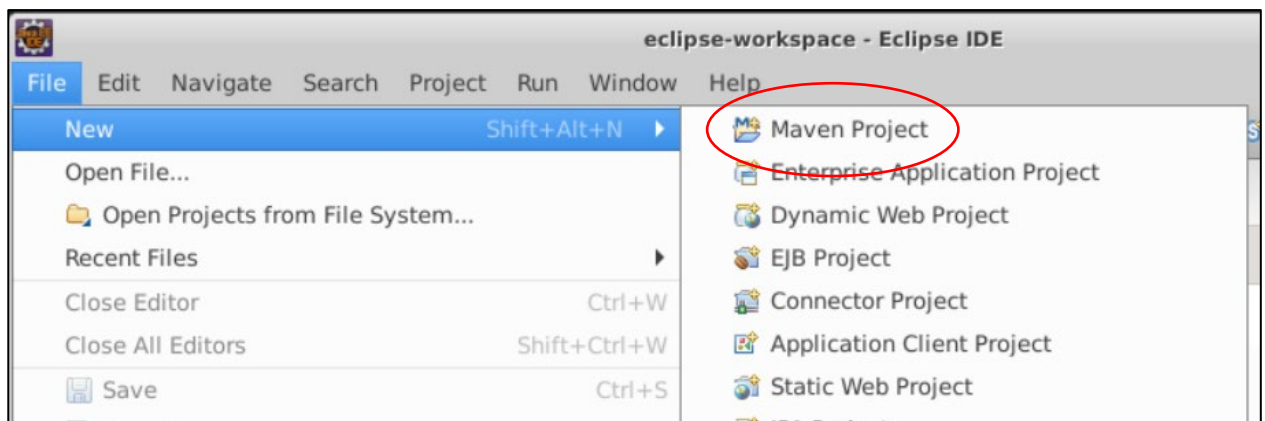 eclipse-workspace - Eclipse IDE
File Edit Navigate Search Project Run Window Help
New Shift+Alt+N
Open File...
Open Projects from File System...
Recent Files
Close Editor Ctrl+W
Close All Editors Shift+Ctrl+W
Save Ctrl+S
Maven Project
Enterprise Application Project
Dynamic Web Project
EJB Project
Connector Project
Application Client Project
Static Web Project